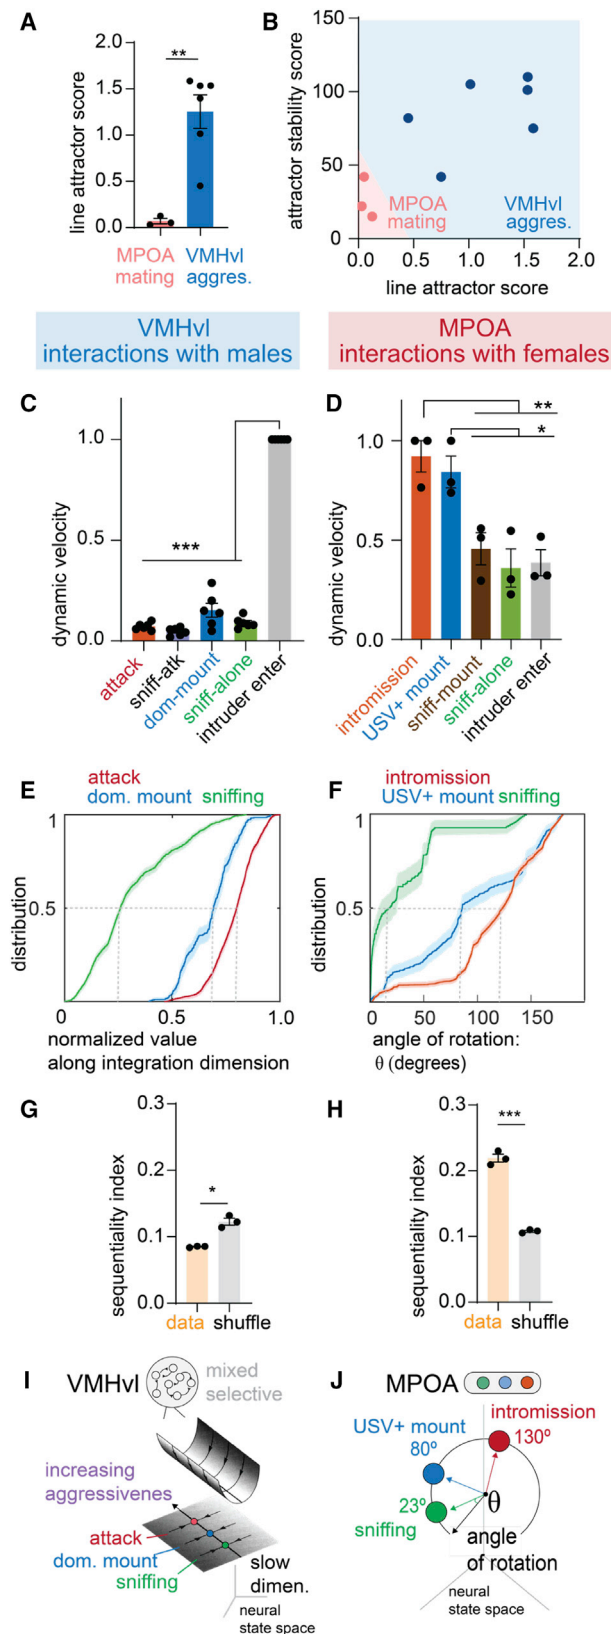 A
B
line attractor score
2.0
1.5
1.0
0.5
0.0
**
MPOA
mating
VMHvl
aggres.
attractor stability score
150
100
50
0
MPOA
mating
VMHvl
aggres.
0.0 0.5 1.0 1.5 2.0
line attractor score
VMHvl
interactions with males
MPOA
interactions with females
C
D
dynamic velocity
1.0
0.5
0.0
***
attack
sniff-atk
dom-mount
sniff-alone
intruder enter
dynamic velocity
1.0
0.5
0.0
**
*
intromission
USV+ mount
sniff-mount
sniff-alone
intruder enter
E
attack
dom. mount sniffing
distribution
1
0.5
0 0.5 1.0
normalized value
along integration dimension
F
intromission
USV+ mount sniffing
distribution
1
0.5
0 50 100 150
angle of rotation:
θ (degrees)
G
sequentiality index
0.3
0.2
0.1
0.0
*
data shuffle
H
sequentiality index
0.3
0.2
0.1
0.0
***
data shuffle
I
VMHvl
mixed
selective
increasing
aggressivenes
attack
dom. mount
sniffing
slow
dimen.
neural
state space
J
MPOA
intromission
130º
USV+ mount
80º
23º
sniffing
θ
angle
of rotation
neural
state space